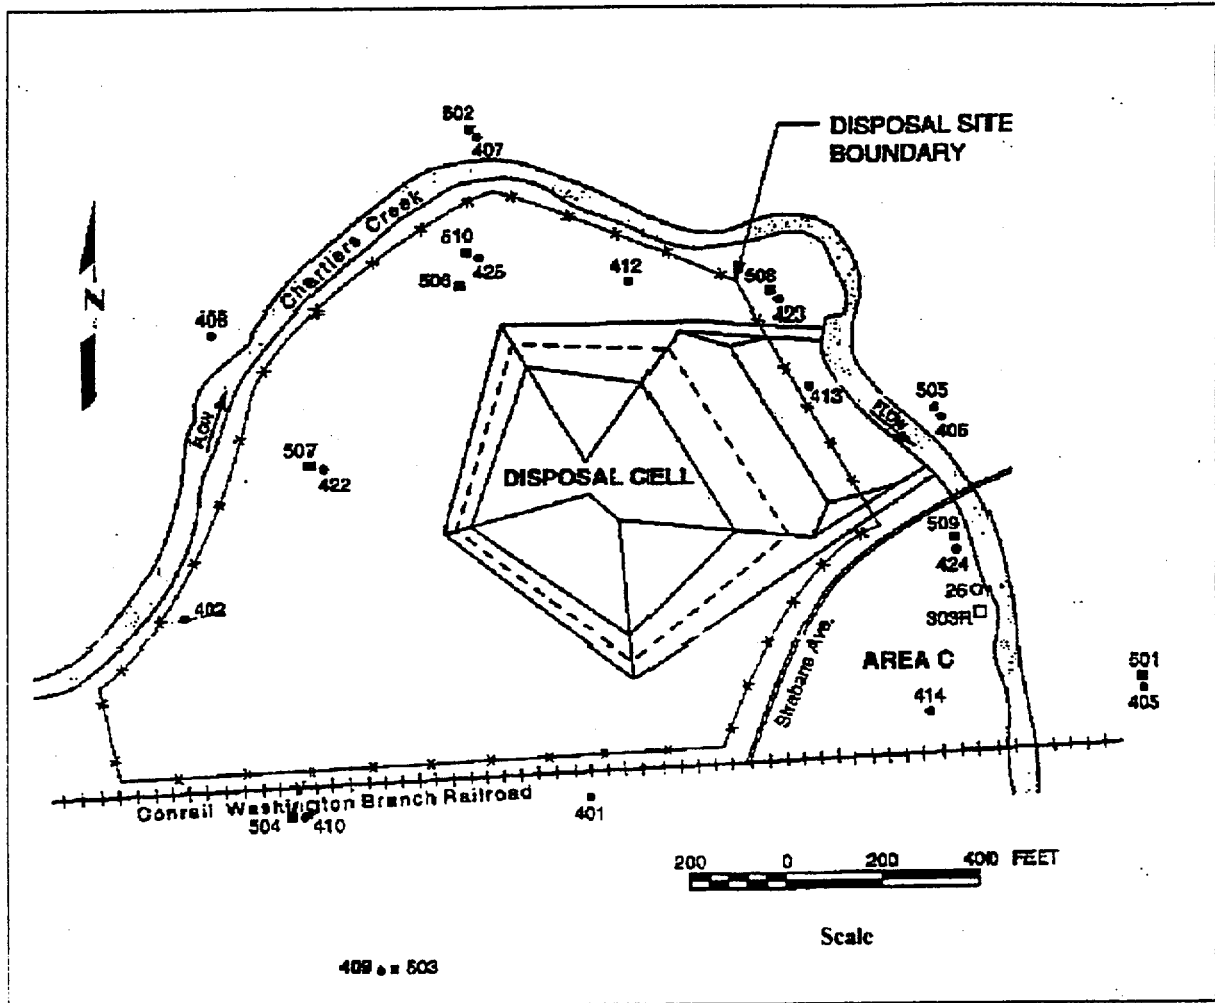 502
407
DISPOSAL SITE
BOUNDARY
Chartiers Creek
510
425
506
412
508
423
N
408
413
505
406
FLOW
FLOW
507
422
DISPOSAL CELL
509
424
26
303R
402
Strabane Ave.
AREA C
501
405
414
Conrail Washington Branch Railroad
504
410
401
200 0 200 400 FEET
Scale
409 503